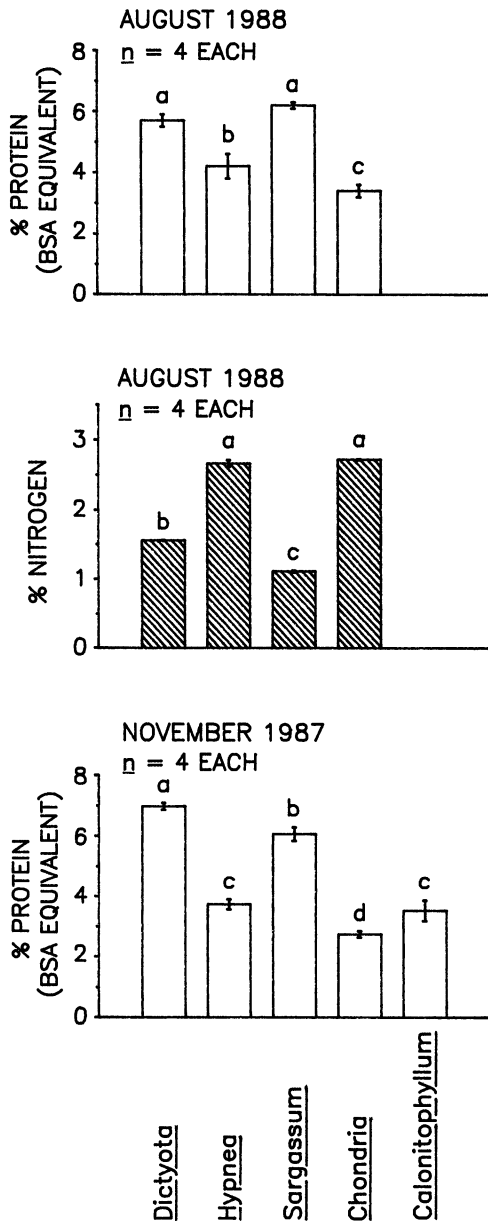 AUGUST 1988
n = 4 EACH
% PROTEIN
(BSA EQUIVALENT)
8
6
4
2
0
a
b
a
c
AUGUST 1988
n = 4 EACH
% NITROGEN
3
2
1
0
b
a
c
a
NOVEMBER 1987
n = 4 EACH
% PROTEIN
(BSA EQUIVALENT)
8
6
4
2
0
a
c
b
d
c
Dictyota
Hypnea
Sargassum
Chondria
Calonitophyllum